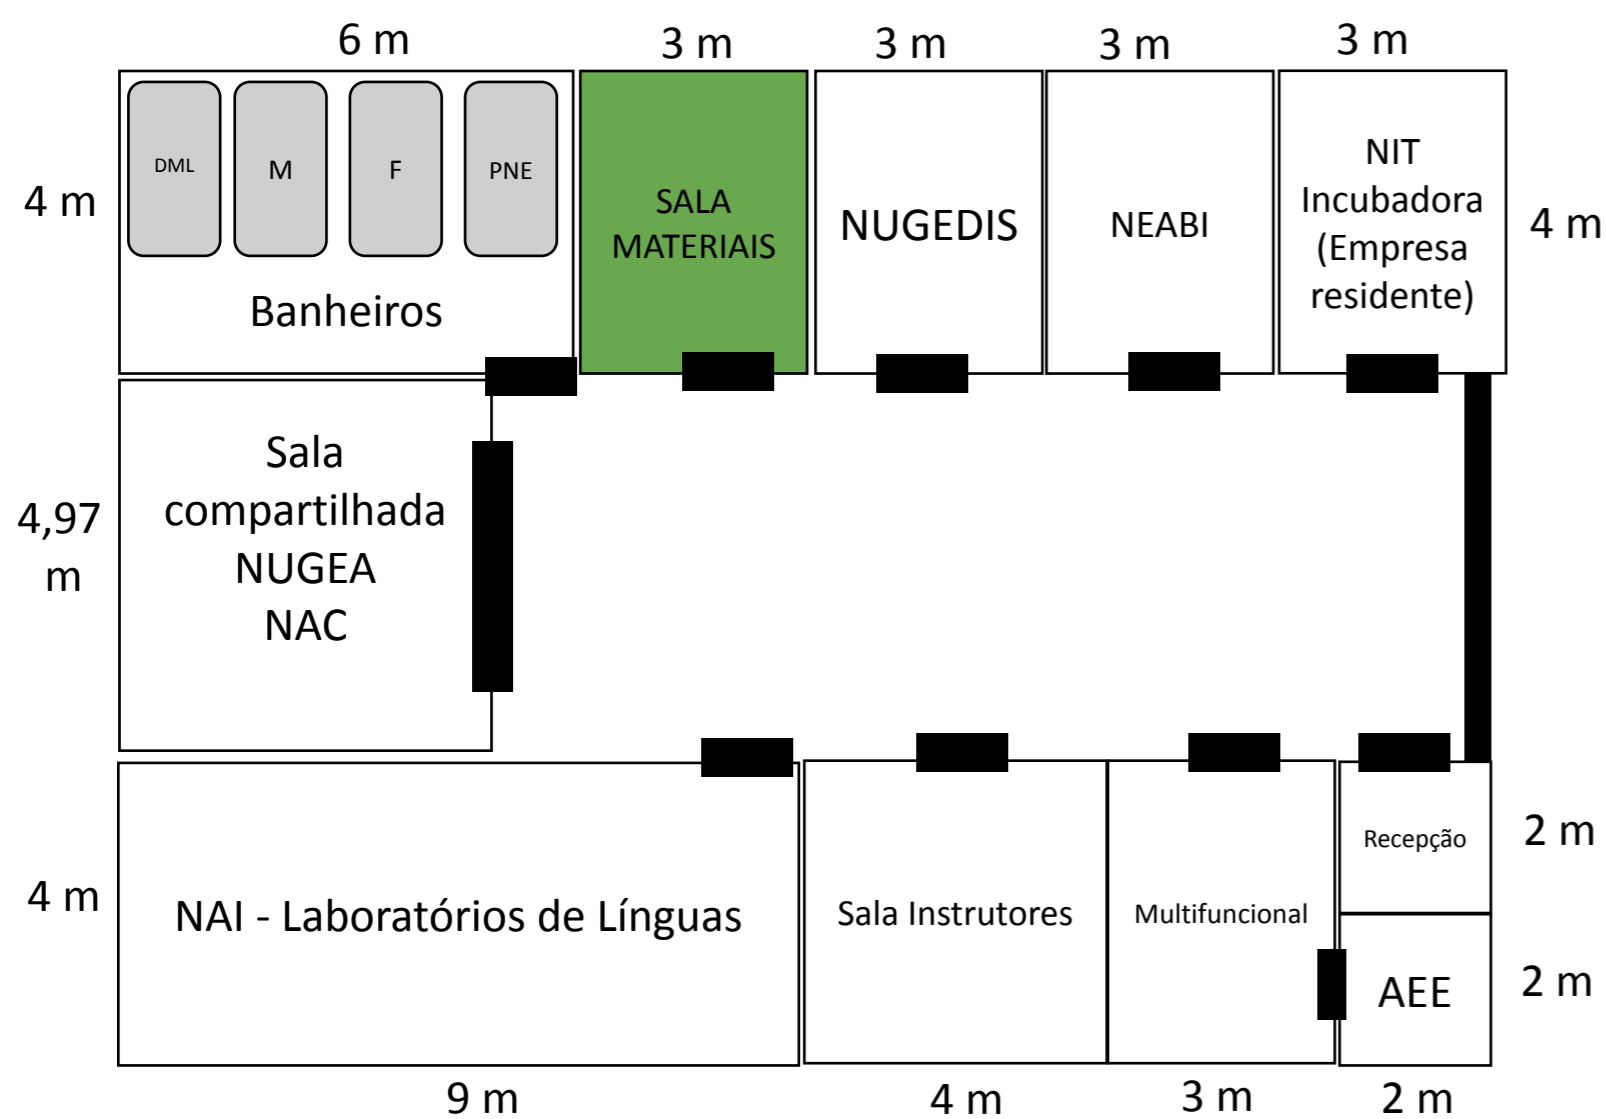 6 m
3 m
3 m
3 m
3 m
4 m
DML
M
F
PNE
Banheiros
SALA
MATERIAIS
NUGEDIS
NEABI
NIT
Incubadora
(Empresa
residente)
4 m
4,97
m
Sala
compartilhada
NUGEA
NAC
4 m
NAI - Laboratórios de Línguas
Sala Instrutores
Multifuncional
Recepção
2 m
AEE
2 m
9 m
4 m
3 m
2 m